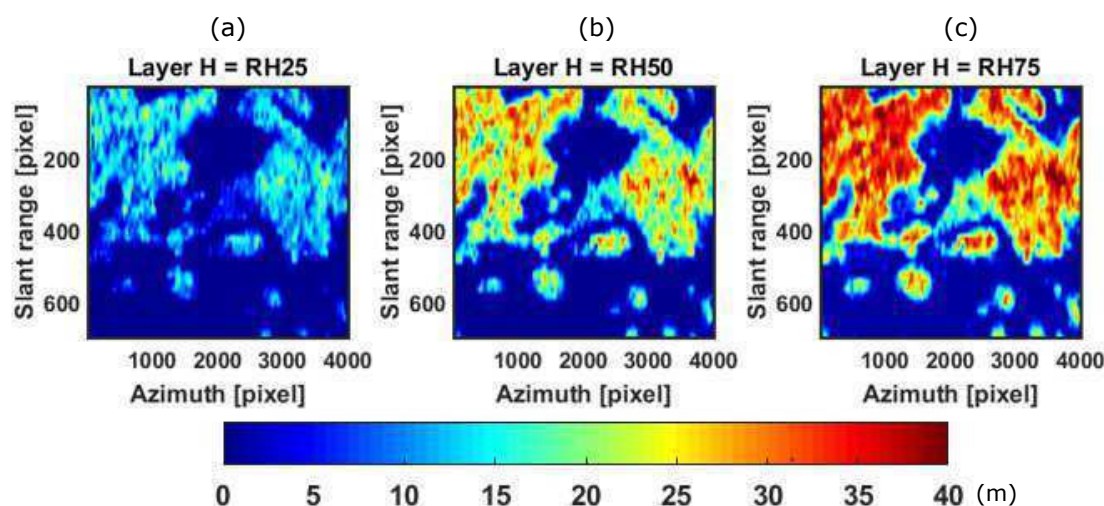 (a) (b) (c)
Layer H = RH25 Layer H = RH50 Layer H = RH75
Slant range [pixel] Slant range [pixel] Slant range [pixel]
200 200 200
400 400 400
600 600 600
1000 2000 3000 4000 1000 2000 3000 4000 1000 2000 3000 4000
Azimuth [pixel] Azimuth [pixel] Azimuth [pixel]
0 5 10 15 20 25 30 35 40 (m)